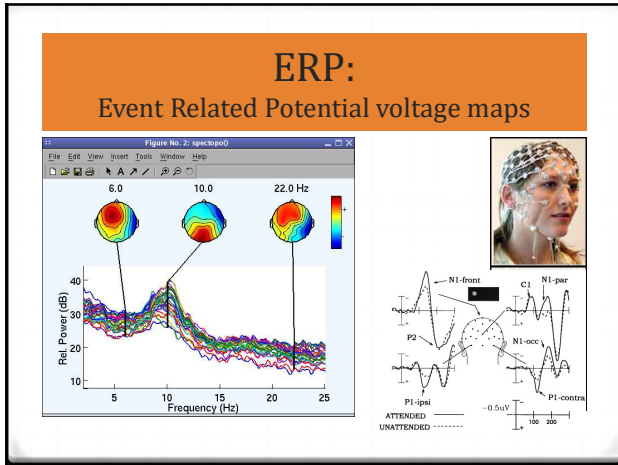 ERP:
Event Related Potential voltage maps
Figure No. 2: spectopo()
File Edit View Insert Tools Window Help
A
6.0 10.0 22.0 Hz
+
-
40
30
20
10
Rel. Power (dB)
5 10 15 20 25
Frequency (Hz)
N1-front
C1
N1-par
P2
N1-occ
P1-ipsi
P1-contra
ATTENDED
UNATTENDED
-0.5uV
+
100 200